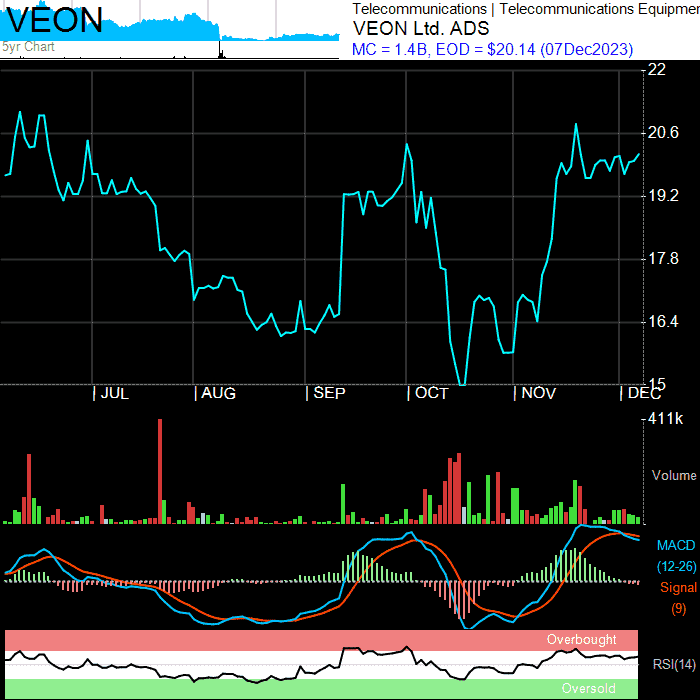 VEON
5yr Chart
Telecommunications | Telecommunications Equipmen
VEON Ltd. ADS
MC = 1.4B, EOD = $20.14 (07Dec2023)
22
20.6
19.2
17.8
16.4
15
JUL
AUG
SEP
OCT
NOV
DEC
411k
Volume
MACD
(12-26)
Signal
(9)
Overbought
RSI(14)
Oversold